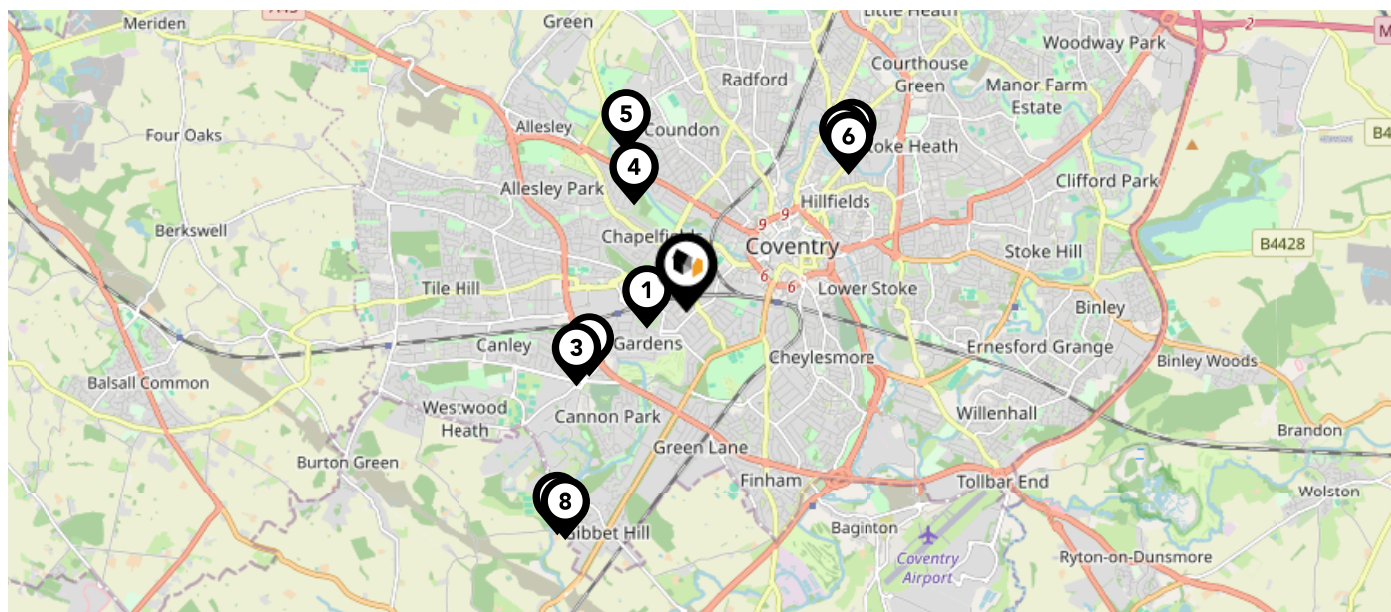 A45
Little Heath
Meriden
Green
2
M
Woodway Park
Courthouse
Green
Radford
Manor Farm
Estate
5
Allesley
Coundon
Four Oaks
6
oke Heath
B4
4
Allesley Park
Clifford Park
Hillfields
9
9
Berkswell
Chapelfields
Coventry
Stoke Hill
B4428
6
6
Tile Hill
1
Lower Stoke
Binley
3
Canley
Gardens
Cheylesmore
Ernesford Grange
Binley Woods
Balsall Common
Westwood
Heath
Cannon Park
Willenhall
Brandon
Green Lane
Burton Green
Finham
Tollbar End
Wolston
8
Gibbet Hill
Baginton
Coventry
Airport
Ryton-on-Dunsmore